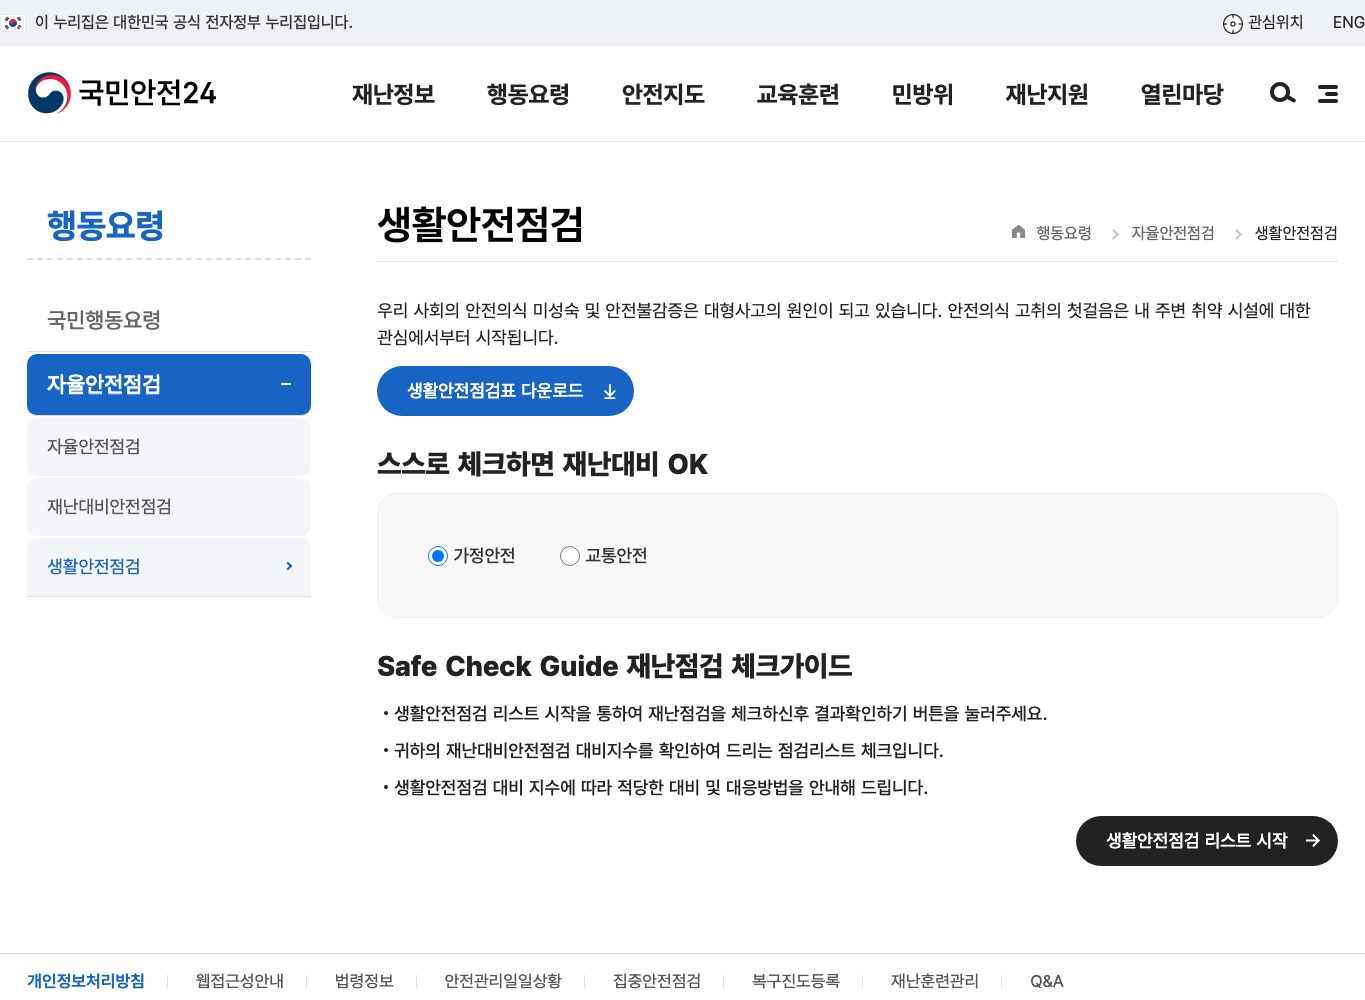 이 누리집은 대한민국 공식 전자정부 누리집입니다.
관심위치
ENG
국민안전24
재난정보
행동요령
안전지도
교육훈련
민방위
재난지원
열린마당
행동요령
국민행동요령
자율안전점검
자율안전점검
재난대비안전점검
생활안전점검
생활안전점검
행동요령
자율안전점검
생활안전점검
우리 사회의 안전의식 미성숙 및 안전불감증은 대형사고의 원인이 되고 있습니다. 안전의식 고취의 첫걸음은 내 주변 취약 시설에 대한
관심에서부터 시작됩니다.
생활안전점검표 다운로드
스스로 체크하면 재난대비 OK
가정안전
교통안전
Safe Check Guide 재난점검 체크가이드
・생활안전점검 리스트 시작을 통하여 재난점검을 체크하신후 결과확인하기 버튼을 눌러주세요.
・귀하의 재난대비안전점검 대비지수를 확인하여 드리는 점검리스트 체크입니다.
・생활안전점검 대비 지수에 따라 적당한 대비 및 대응방법을 안내해 드립니다.
생활안전점검 리스트 시작
개인정보처리방침
웹접근성안내
법령정보
안전관리일일상황
집중안전점검
복구진도등록
재난훈련관리
Q&A